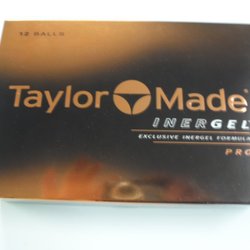 12 BALLS
TaylorMade
INERGEL
EXCLUSIVE INERGEL FORMULA
PRO